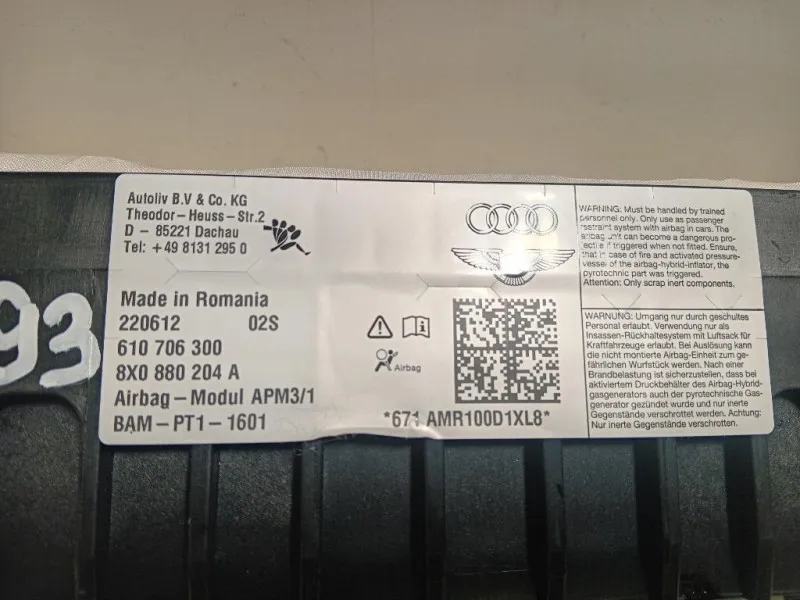 93
Autoliv B.V & Co. KG
Theodor-Heuss-Str.2
D - 85221 Dachau
Tel: +49 8131 295 0
Made in Romania
220612 02S
610 706 300
8X0 880 204 A
Airbag-Modul APM3/1
BAM-PT1-1601
Airbag
*671 AMR100D1XL8*
WARNING: Must be handled by trained
personnel only. Only use as passenger
restraint system with airbag in cars. The
airbag unit can become a dangerous pro-
jectile if triggered when not fitted. Ensure,
that in case of fire and activated pressure-
vessel of the airbag-hybrid-inflator, the
pyrotechnic part was triggered.
Attention: Only scrap inert components.
WARNUNG: Umgang nur durch geschultes
Personal erlaubt. Verwendung nur als
Insassen-Rückhaltesystem mit Luftsack für
Kraftfahrzeuge erlaubt. Bei Auslösung kann
die nicht montierte Airbag-Einheit zum ge-
fährlichen Wurfstück werden. Nach einer
Brandbelastung ist sicherzustellen, dass bei
aktiviertem Druckbehälter des Airbag-Hybrid-
gasgenerators auch der pyrotechnische Gas-
generator gezündet wurde und nur inerte
Gegenstände verschrottet werden. Achtung:
Nur inerte Gegenstände verschrotten.